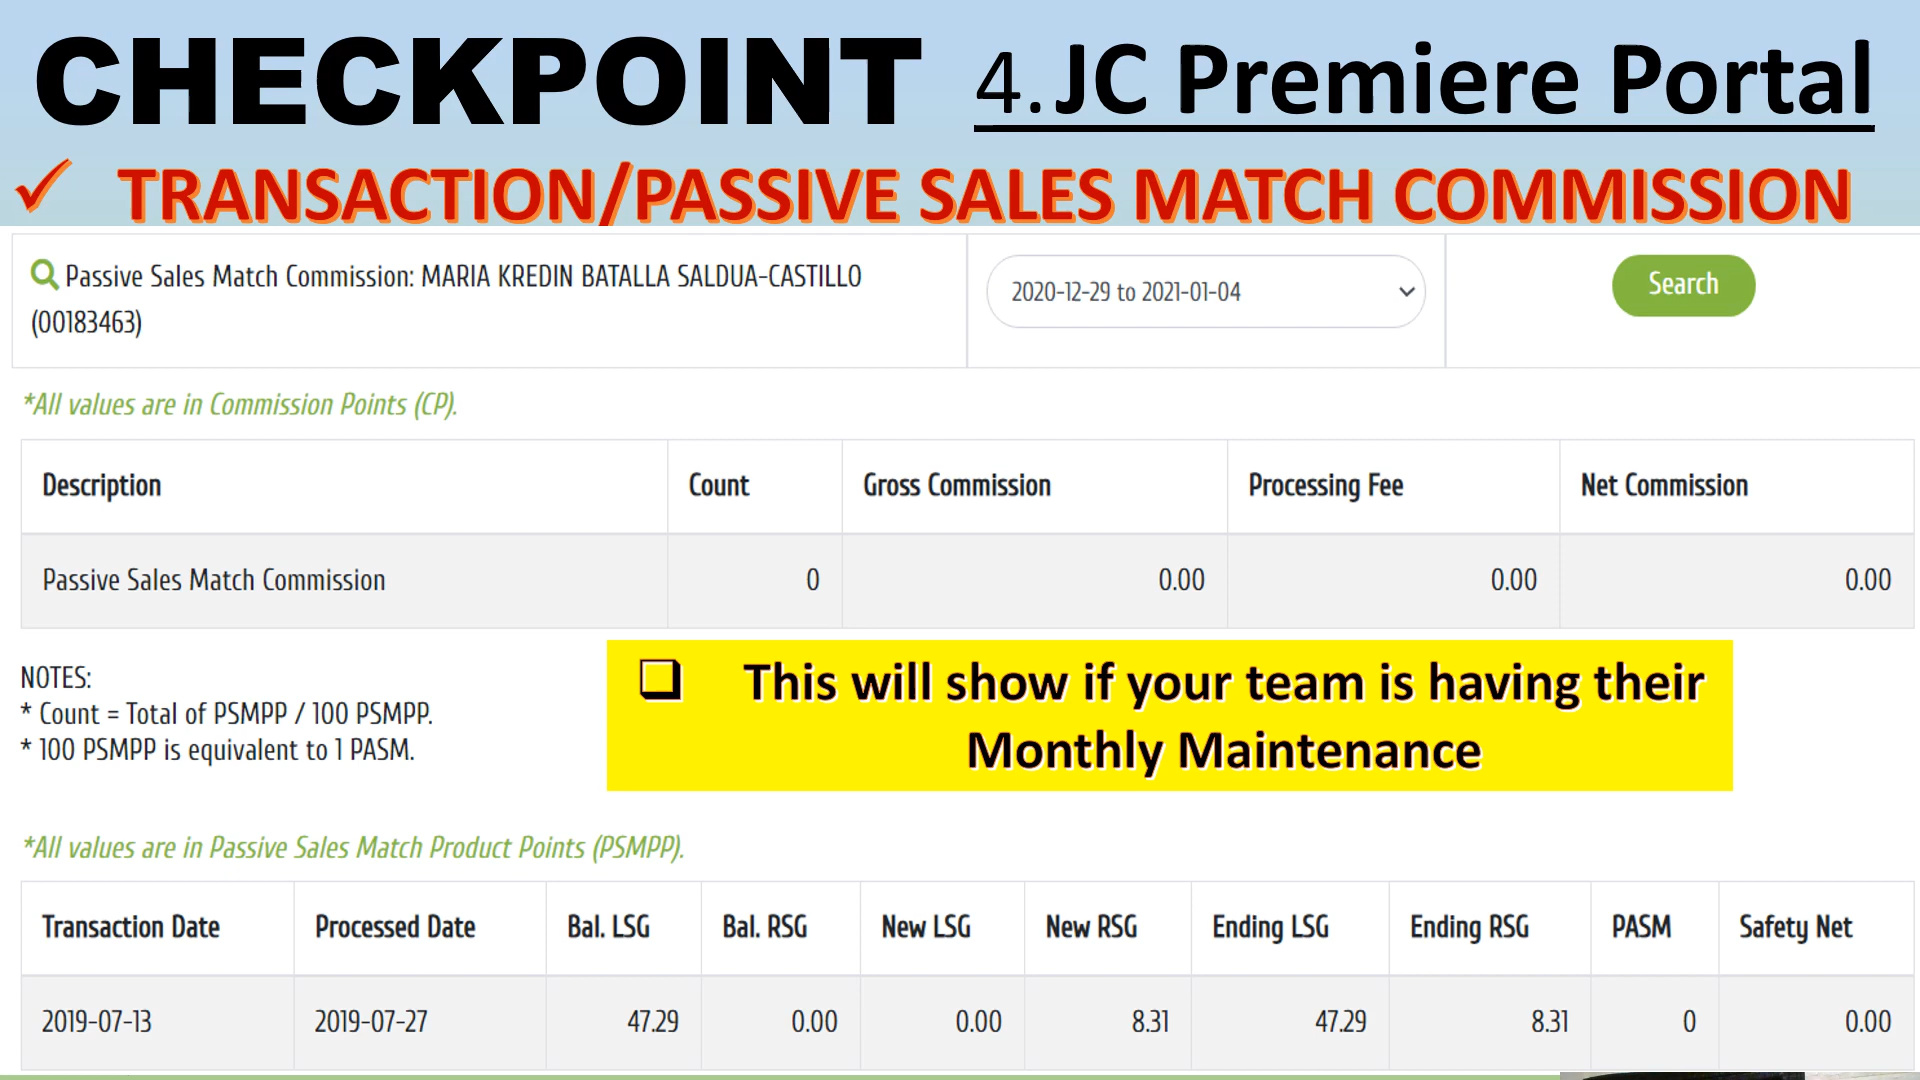 CHECKPOINT 4. JC Premiere Portal
✓ TRANSACTION/PASSIVE SALES MATCH COMMISSION
Passive Sales Match Commission: MARIA KREDIN BATALLA SALDUA-CASTILLO
(00183463)
2020-12-29 to 2021-01-04
Search
*All values are in Commission Points (CP).
Description Count Gross Commission Processing Fee Net Commission
Passive Sales Match Commission 0 0.00 0.00 0.00
NOTES:
* Count = Total of PSMPP / 100 PSMPP.
* 100 PSMPP is equivalent to 1 PASM.
❑ This will show if your team is having their
Monthly Maintenance
*All values are in Passive Sales Match Product Points (PSMPP).
Transaction Date Processed Date Bal. LSG Bal. RSG New LSG New RSG Ending LSG Ending RSG PASM Safety Net
2019-07-13 2019-07-27 47.29 0.00 0.00 8.31 47.29 8.31 0 0.00